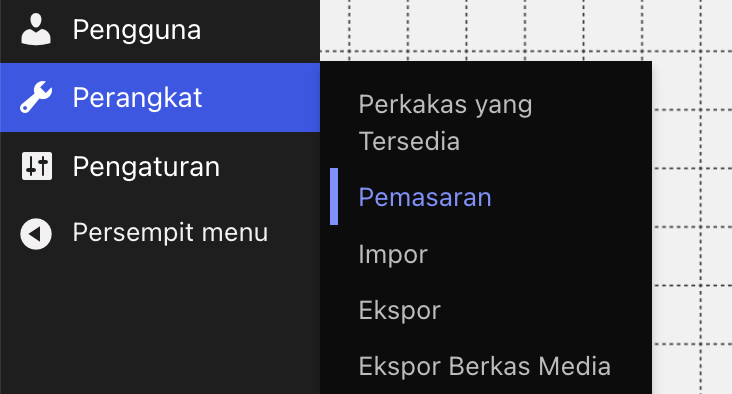 Pengguna
Perangkat
Pengaturan
Persempit menu
Perkakas yang
Tersedia
Pemasaran
Impor
Ekspor
Ekspor Berkas Media